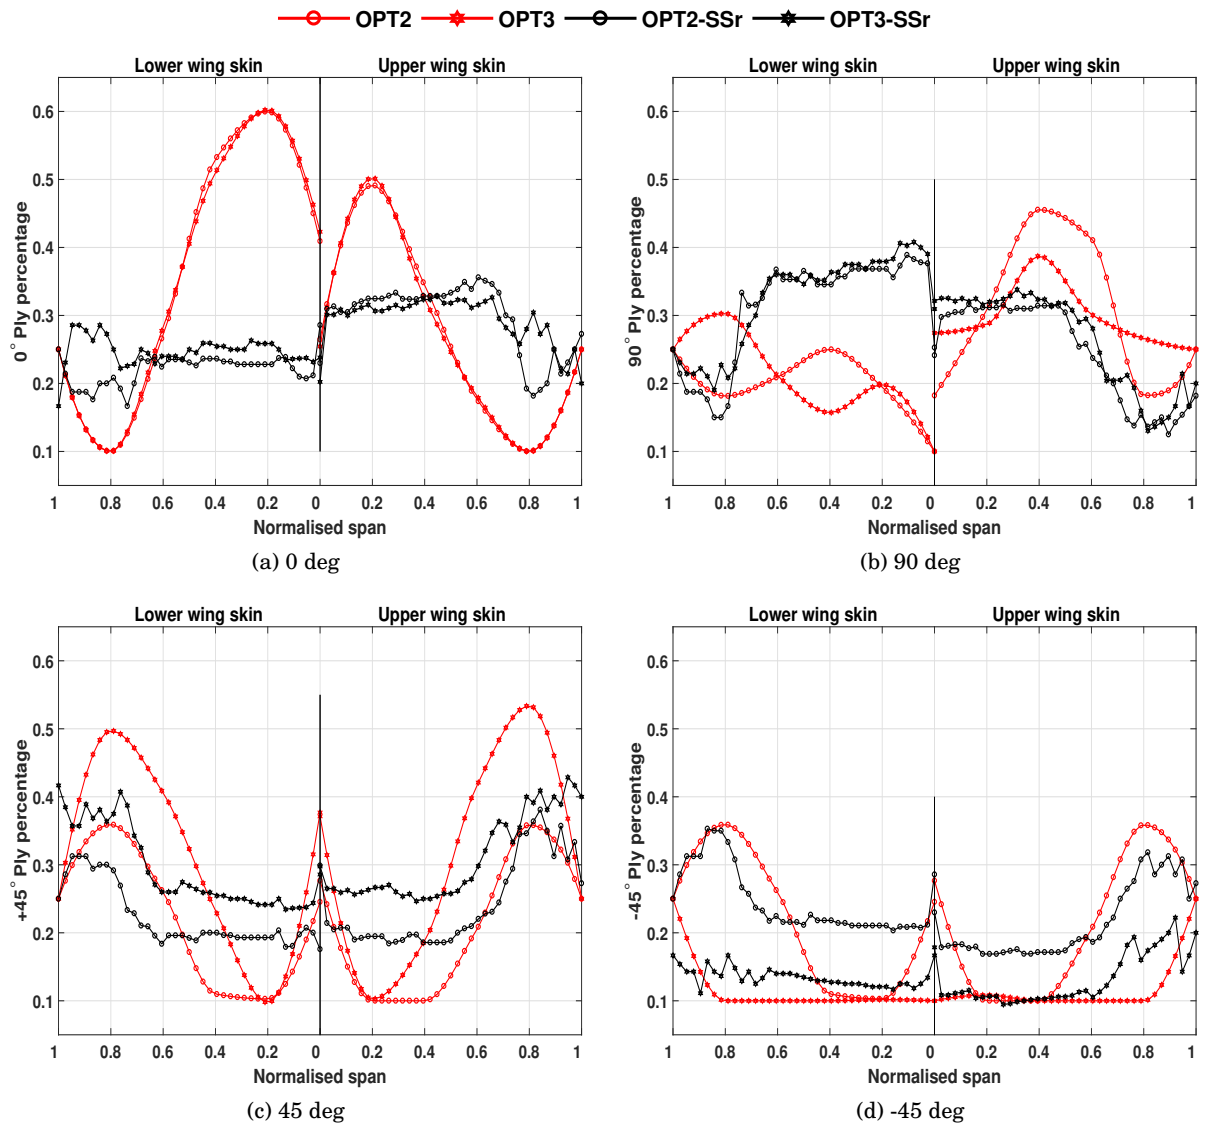 OPT2 OPT3 OPT2-SSr OPT3-SSr
Lower wing skin Upper wing skin
0° Ply percentage
0.6
0.5
0.4
0.3
0.2
0.1
1 0.8 0.6 0.4 0.2 0 0.2 0.4 0.6 0.8 1
Normalised span
(a) 0 deg
Lower wing skin Upper wing skin
90° Ply percentage
0.6
0.5
0.4
0.3
0.2
0.1
1 0.8 0.6 0.4 0.2 0 0.2 0.4 0.6 0.8 1
Normalised span
(b) 90 deg
Lower wing skin Upper wing skin
+45° Ply percentage
0.6
0.5
0.4
0.3
0.2
0.1
1 0.8 0.6 0.4 0.2 0 0.2 0.4 0.6 0.8 1
Normalised span
(c) 45 deg
Lower wing skin Upper wing skin
-45° Ply percentage
0.6
0.5
0.4
0.3
0.2
0.1
1 0.8 0.6 0.4 0.2 0 0.2 0.4 0.6 0.8 1
Normalised span
(d) -45 deg